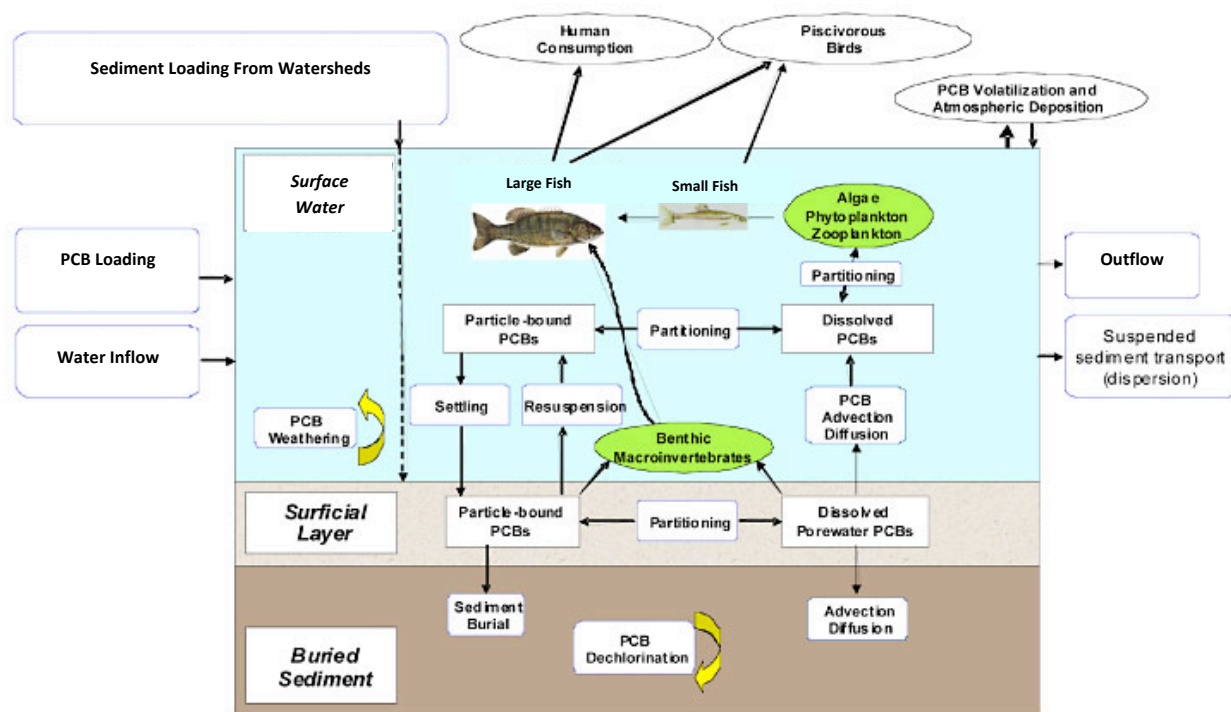 Human
Consumption
Piscivorous
Birds
Sediment Loading From Watersheds
PCB Volatilization and
Atmospheric Deposition
Surface
Water
Large Fish
Small Fish
Algae
Phytoplankton
Zooplankton
PCB Loading
Partitioning
Outflow
Particle-bound
PCBs
Partitioning
Dissolved
PCBs
Water Inflow
Suspended
sediment transport
(dispersion)
Settling
Resuspension
PCB
Advection
Diffusion
PCB
Weathering
Benthic
Macroinvertebrates
Surficial
Layer
Particle-bound
PCBs
Partitioning
Dissolved
Porewater PCBs
Sediment
Burial
Advection
Diffusion
PCB
Dechlorination
Buried
Sediment